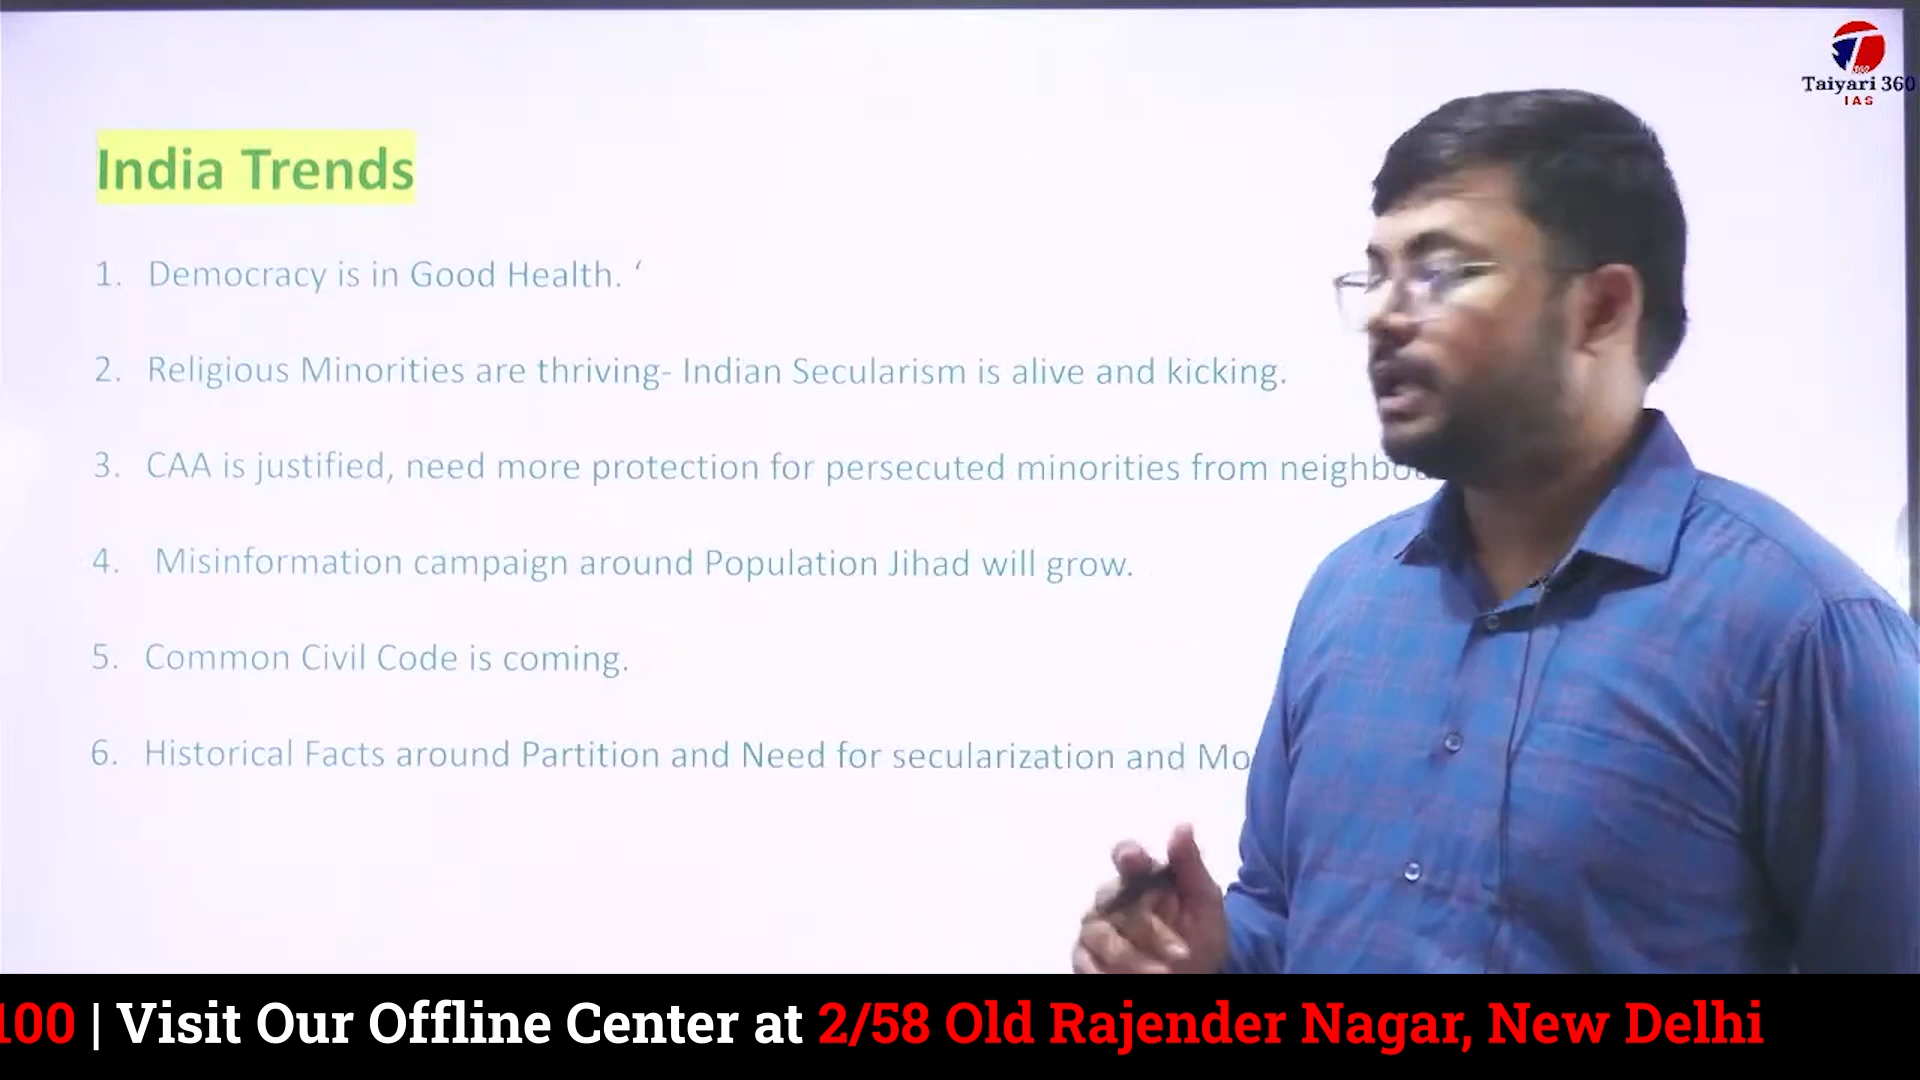 Taiyari 360
IAS
India Trends
1. Democracy is in Good Health. ‘
2. Religious Minorities are thriving- Indian Secularism is alive and kicking.
3. CAA is justified, need more protection for persecuted minorities from
4. Misinformation campaign around Population Jihad will grow.
5. Common Civil Code is coming.
6. Historical Facts around Partition and Need for secularization and
100 | Visit Our Offline Center at 2/58 Old Rajender Nagar, New Delhi